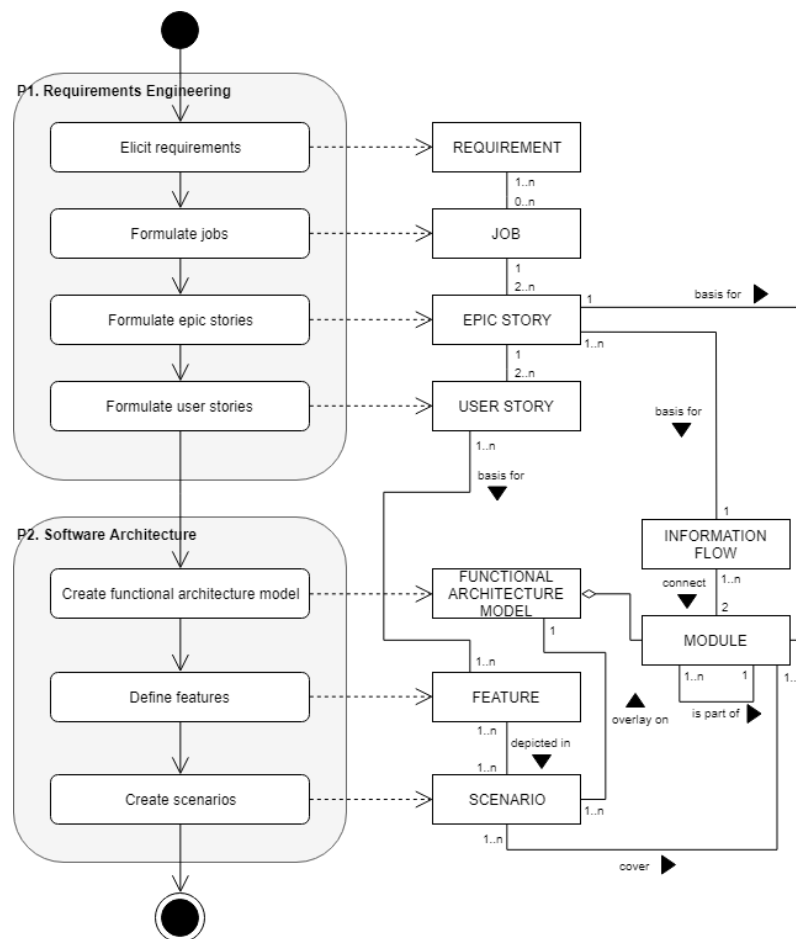 P1. Requirements Engineering
Elicit requirements
REQUIREMENT
1..n
0..n
Formulate jobs
JOB
1
2..n
1
basis for
Formulate epic stories
EPIC STORY
1..n
1
2..n
Formulate user stories
USER STORY
basis for
1..n
basis for
P2. Software Architecture
1
INFORMATION
FLOW
Create functional architecture model
FUNCTIONAL
ARCHITECTURE
MODEL
connect
1..n
2
1
MODULE
1..n
1..n
1
Define features
FEATURE
is part of
overlay on
1..n
depicted in
1..n
Create scenarios
SCENARIO
1..n
1..n
cover